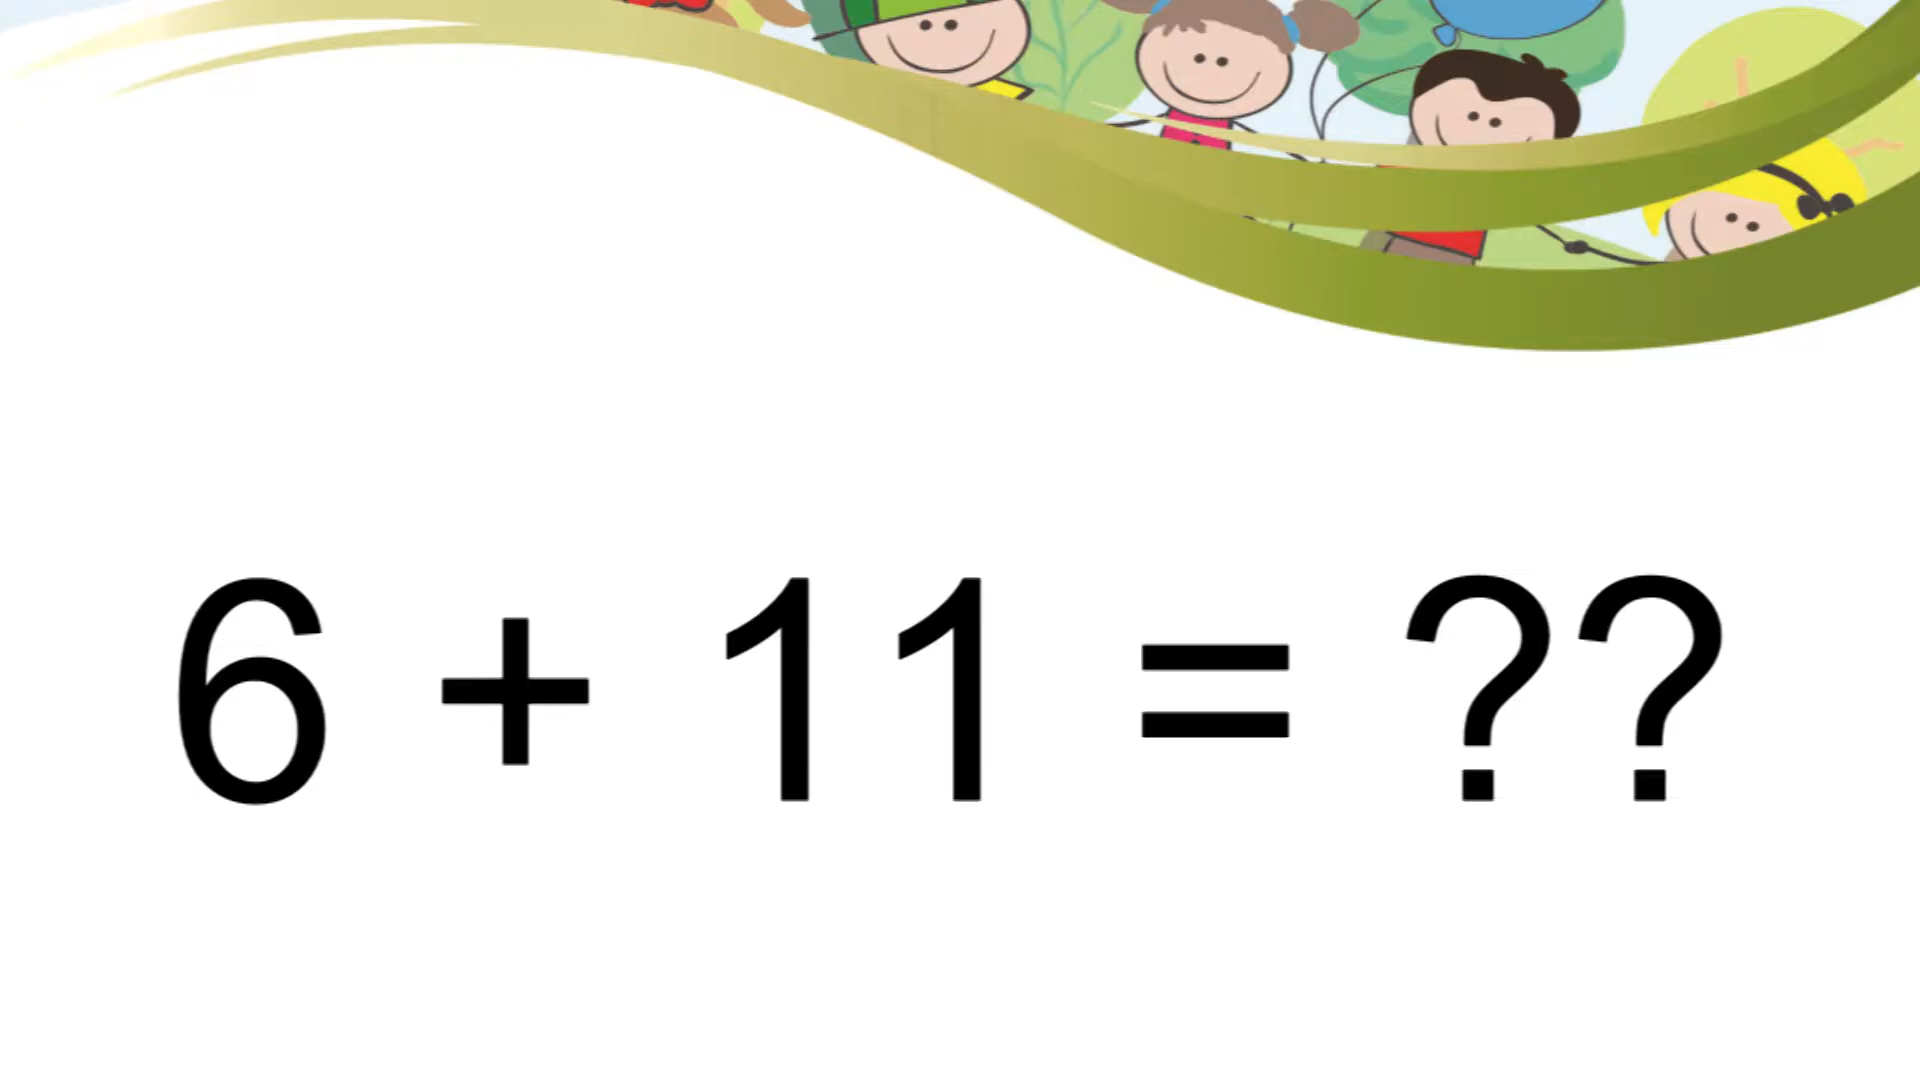 6 + 11 = ??